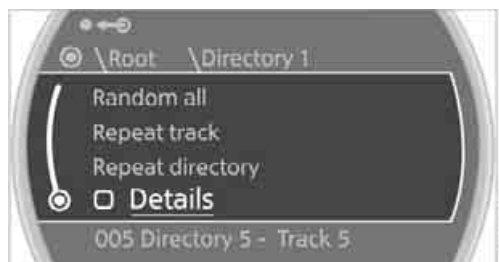 \Root \Directory 1
Random all
Repeat track
Repeat directory
Details
005 Directory 5 - Track 5